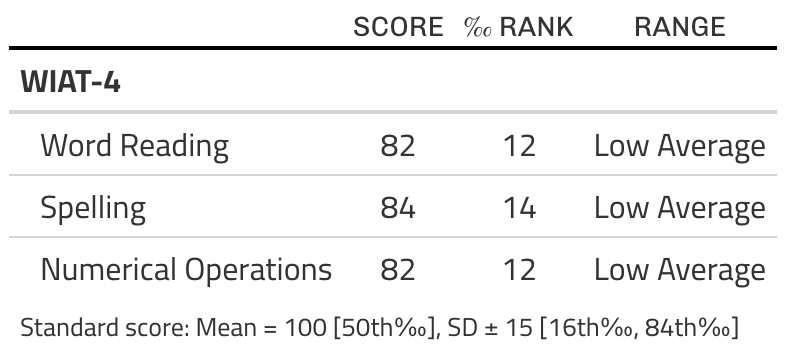 SCORE ‰ RANK RANGE
WIAT-4
Word Reading 82 12 Low Average
Spelling 84 14 Low Average
Numerical Operations 82 12 Low Average
Standard score: Mean = 100 [50th‰], SD ± 15 [16th‰, 84th‰]